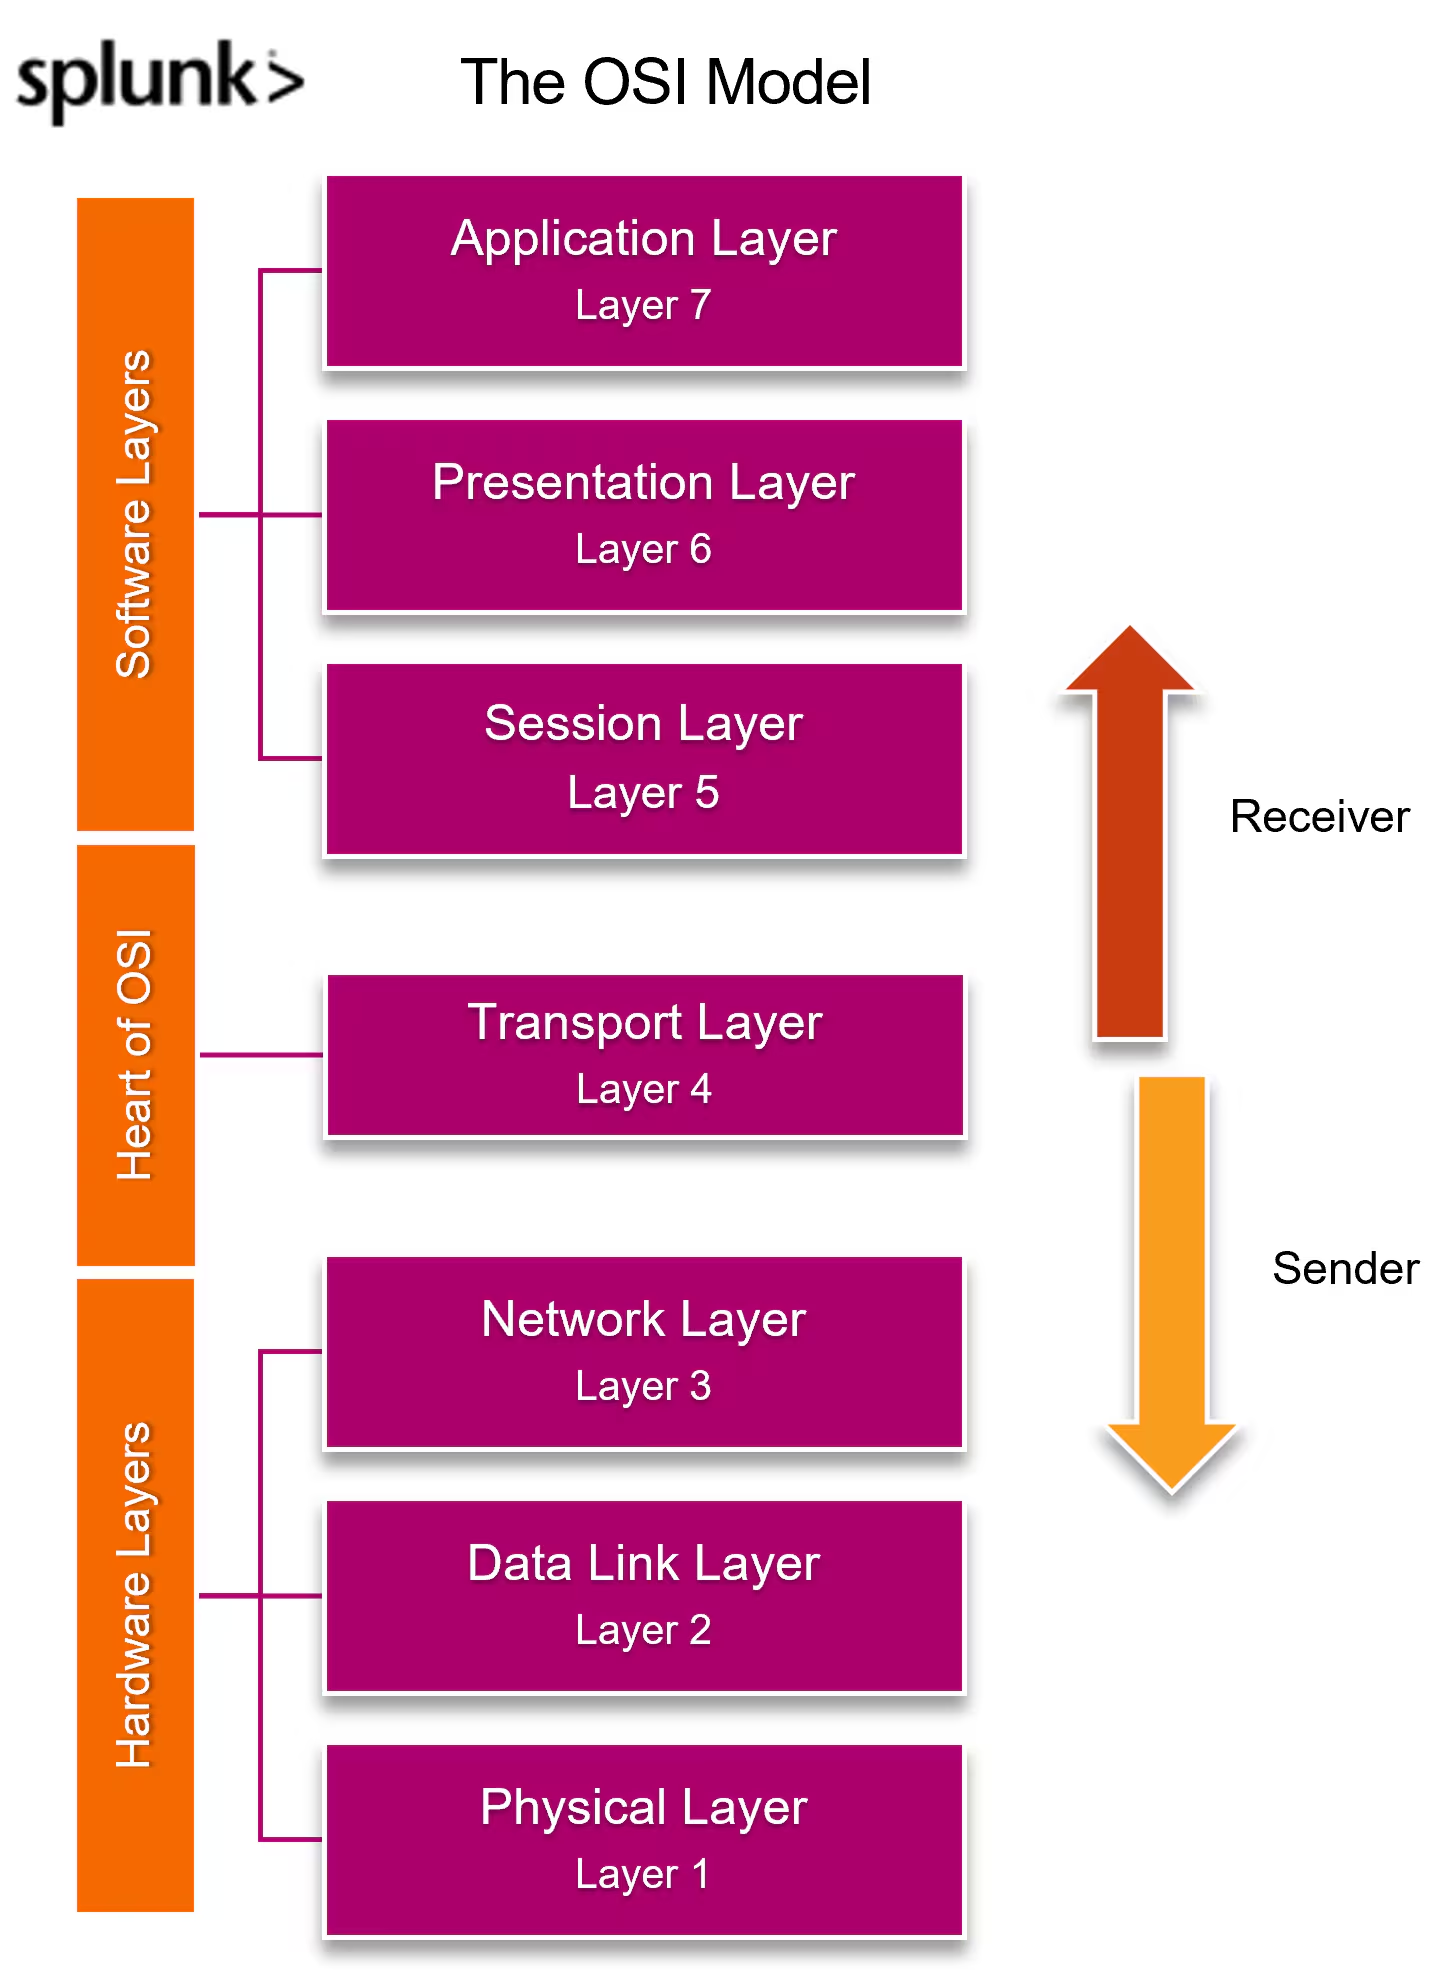 splunk>
The OSI Model
Software Layers
Application Layer
Layer 7
Presentation Layer
Layer 6
Session Layer
Layer 5
Heart of OSI
Transport Layer
Layer 4
Hardware Layers
Network Layer
Layer 3
Data Link Layer
Layer 2
Physical Layer
Layer 1
Receiver
Sender